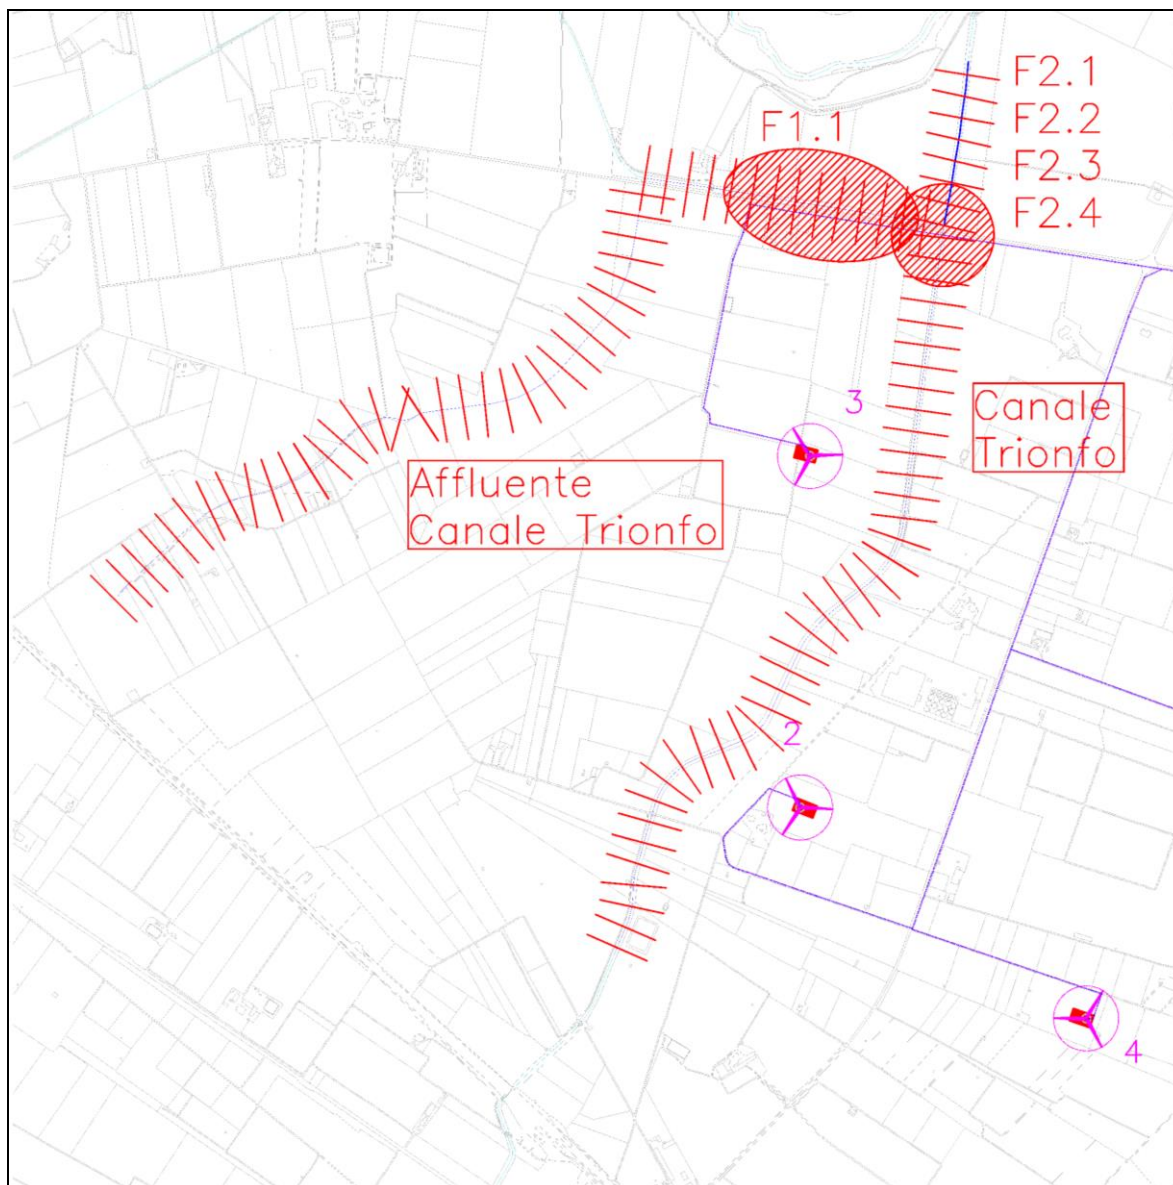 F2.1
F1.1
F2.2
F2.3
F2.4
3
Canale
Trionfo
Affluente
Canale Trionfo
2
4